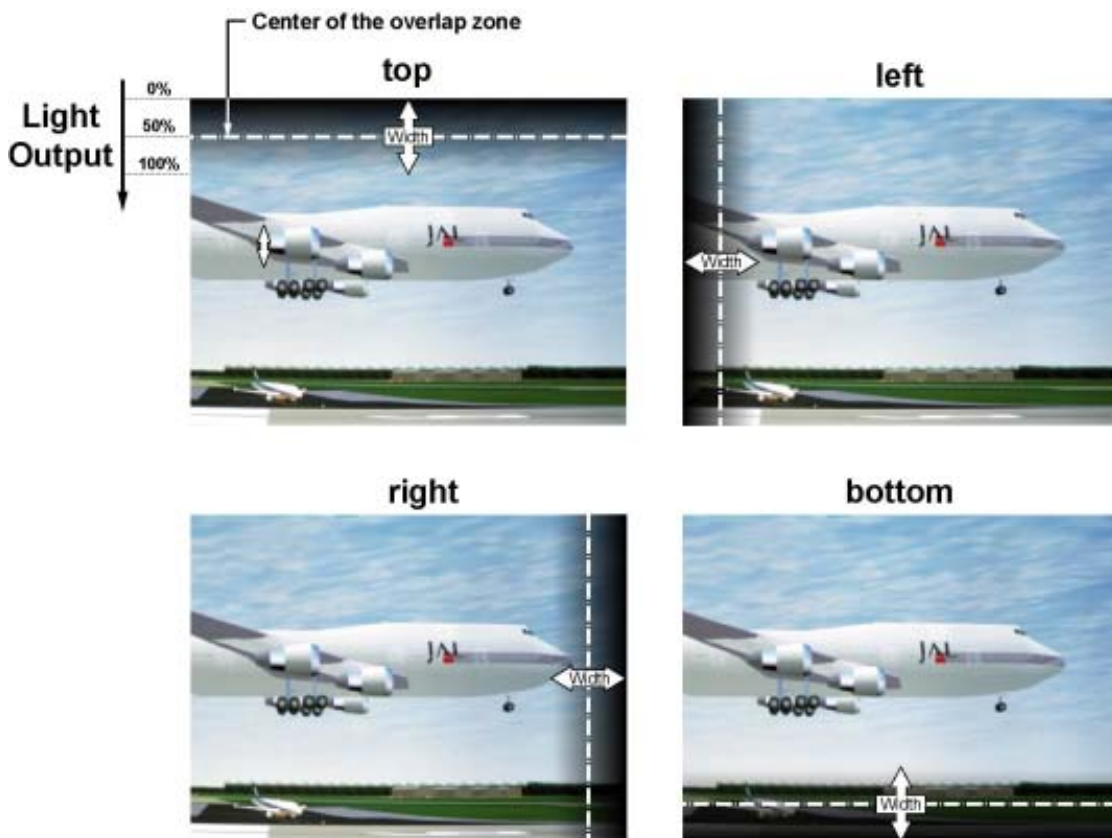 Center of the overlap zone
top
left
0%
Light
Output
50%
100%
Width
JAL
Width
JAL
right
bottom
JAL
Width
JAL
Width